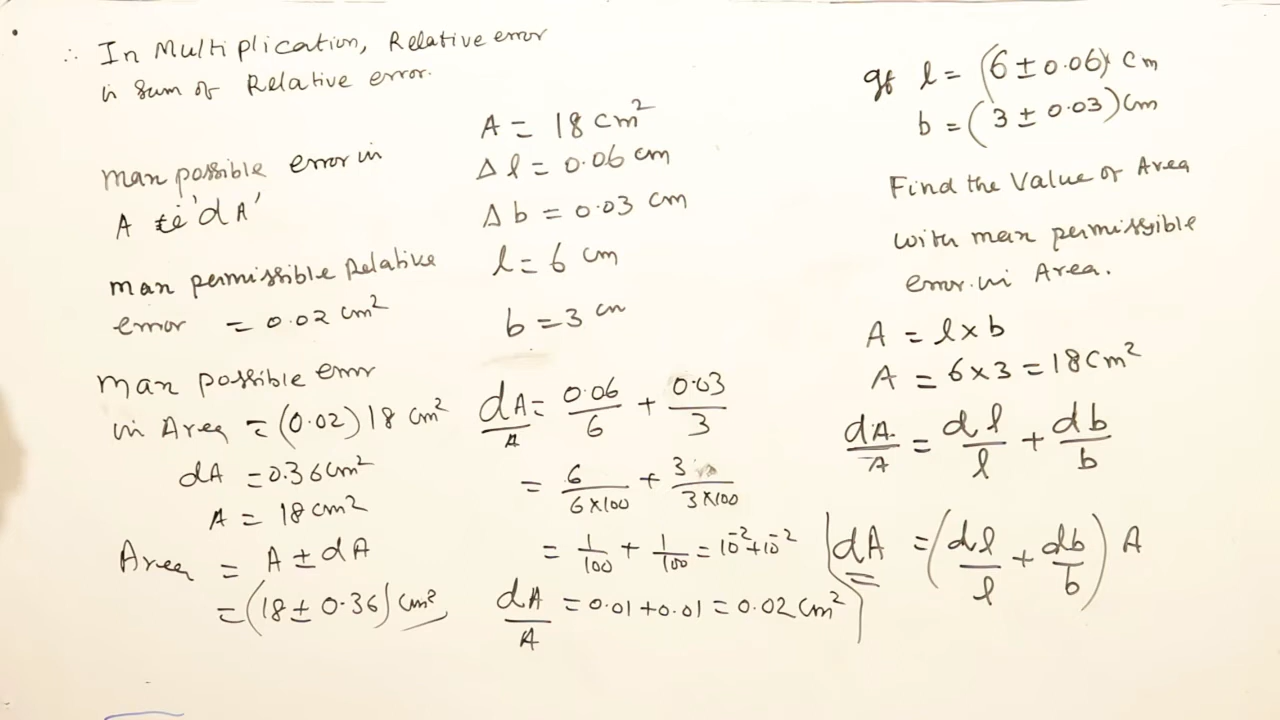 ∴ In Multiplication, Relative error
is Sum of Relative error.
max possible error in
A is 'dA'
max permissible Relative
error = 0.02 cm²
Max possible error
in Area = (0.02) 18 cm²
dA = 0.36 cm²
A = 18 cm²
Area = A ± dA
= (18 ± 0.36) cm²
A = 18 cm²
Δl = 0.06 cm
Δb = 0.03 cm
l = 6 cm
b = 3 cm
dA/A = 0.06/6 + 0.03/3
= 6/6×100 + 3/3×100
= 1/100 + 1/100 = 10⁻² + 10⁻²
dA/A = 0.01 + 0.01 = 0.02 cm²
If l = (6 ± 0.06) cm
b = (3 ± 0.03) cm
Find the Value of Area
with max permissible
error in Area.
A = l × b
A = 6 × 3 = 18 cm²
dA/A = dl/l + db/b
dA = (dl/l + db/b) A